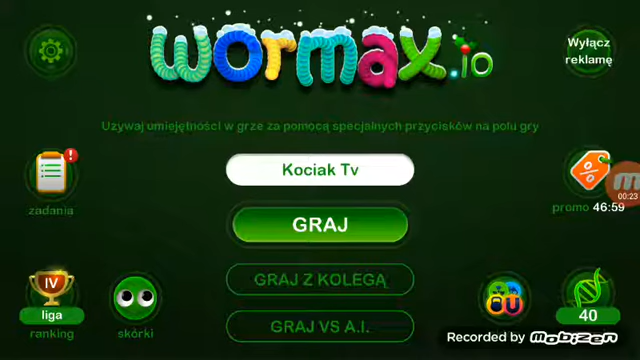 wormax.io
Wyłącz
reklamę
Używaj umiejętności w grze za pomocą specjalnych przycisków na polu gry
Kociak Tv
zadania
GRAJ
promo 46:59
00:23
IV
liga
ranking
skórki
GRAJ Z KOLEGĄ
GRAJ VS A.I.
40
Recorded by Mobizen